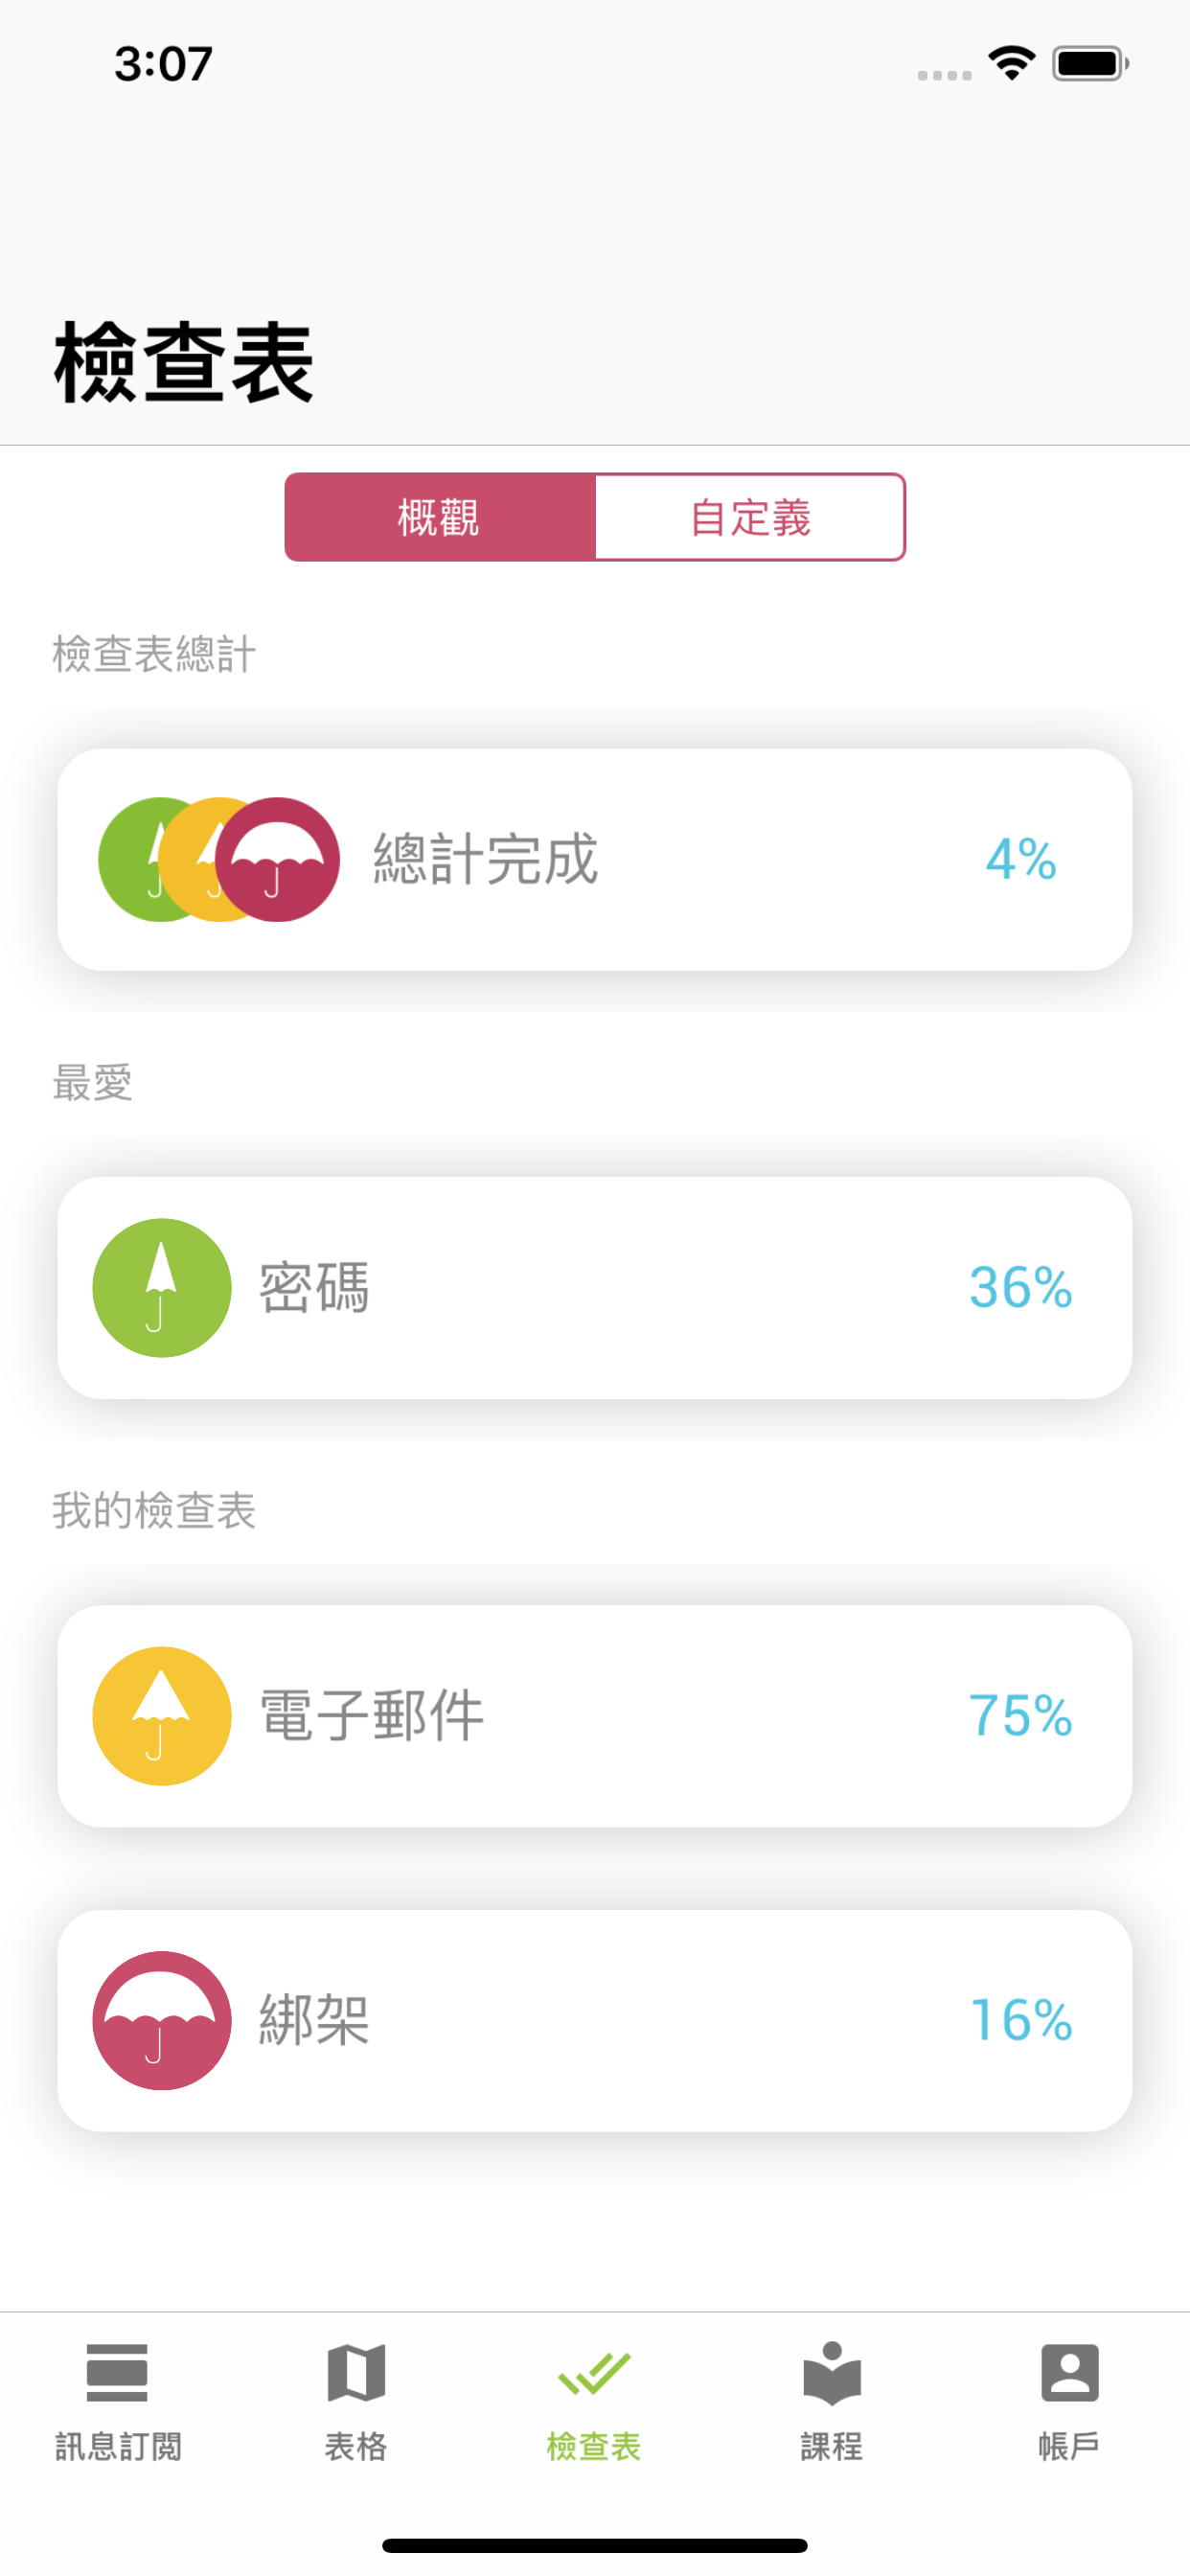 3:07
檢查表
概觀
自定義
檢查表總計
總計完成
4%
最愛
密碼
36%
我的檢查表
電子郵件
75%
綁架
16%
訊息訂閱
表格
檢查表
課程
帳戶